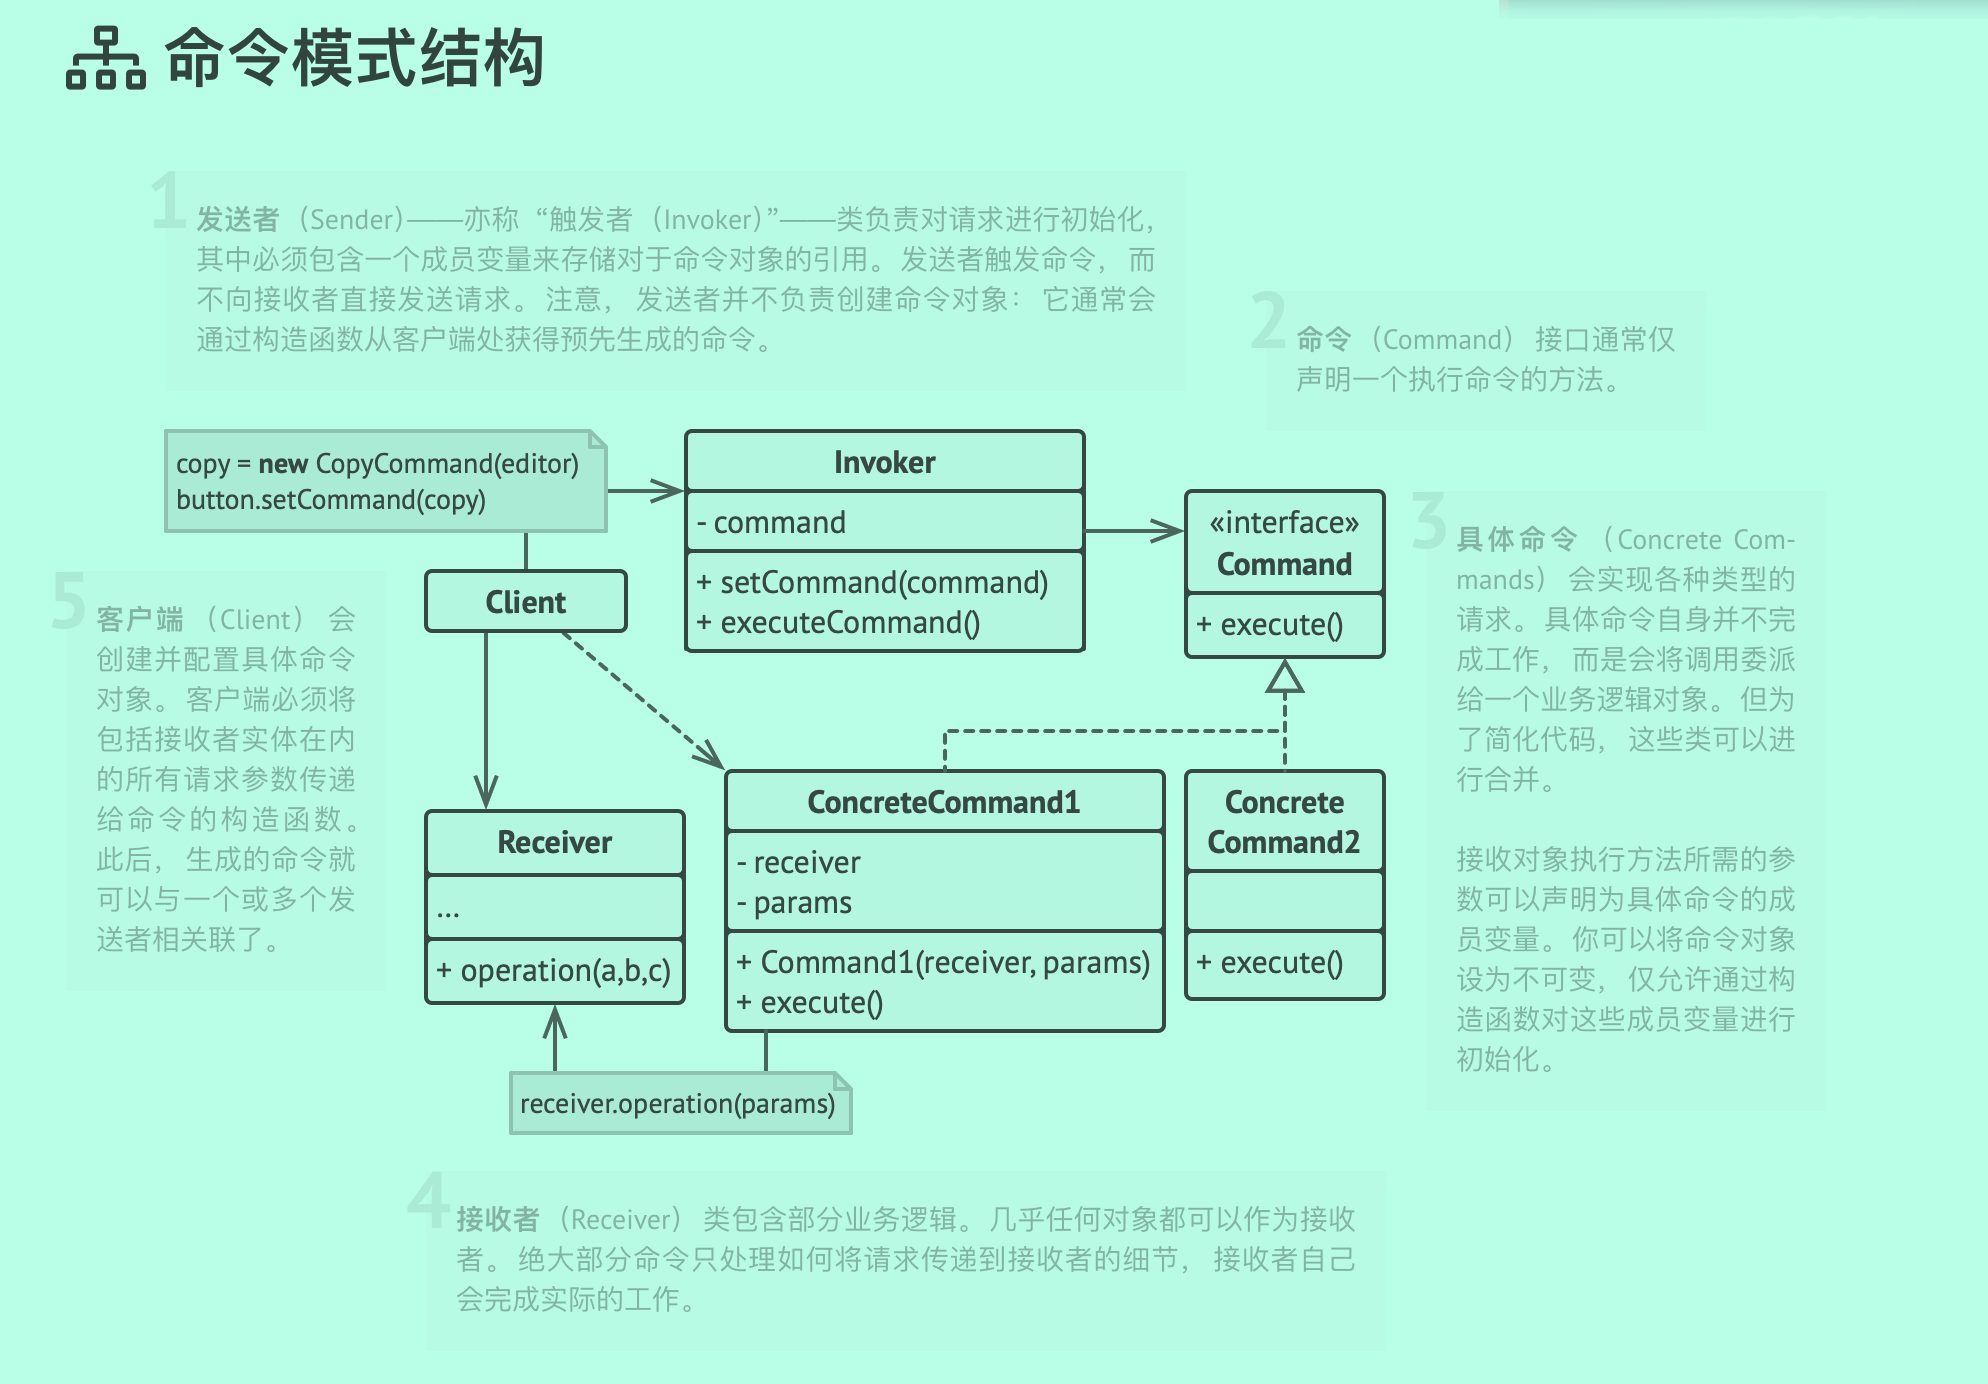 命令模式结构
1
发送者（Sender）——亦称“触发者（Invoker）”——类负责对请求进行初始化，
其中必须包含一个成员变量来存储对于命令对象的引用。发送者触发命令，而
不向接收者直接发送请求。注意，发送者并不负责创建命令对象：它通常会
通过构造函数从客户端处获得预先生成的命令。
2
命令（Command）接口通常仅
声明一个执行命令的方法。
copy = new CopyCommand(editor)
button.setCommand(copy)
Invoker
- command
+ setCommand(command)
+ executeCommand()
«interface»
Command
+ execute()
3
具体命令（Concrete Com-
mands）会实现各种类型的
请求。具体命令自身并不完
成工作，而是会将调用委派
给一个业务逻辑对象。但为
了简化代码，这些类可以进
行合并。
接收对象执行方法所需的参
数可以声明为具体命令的成
员变量。你可以将命令对象
设为不可变，仅允许通过构
造函数对这些成员变量进行
初始化。
Client
5
客户端（Client）会
创建并配置具体命令
对象。客户端必须将
包括接收者实体在内
的所有请求参数传递
给命令的构造函数。
此后，生成的命令就
可以与一个或多个发
送者相关联了。
Receiver
...
+ operation(a,b,c)
ConcreteCommand1
- receiver
- params
+ Command1(receiver, params)
+ execute()
Concrete
Command2
+ execute()
receiver.operation(params)
4
接收者（Receiver）类包含部分业务逻辑。几乎任何对象都可以作为接收
者。绝大部分命令只处理如何将请求传递到接收者的细节，接收者自己
会完成实际的工作。